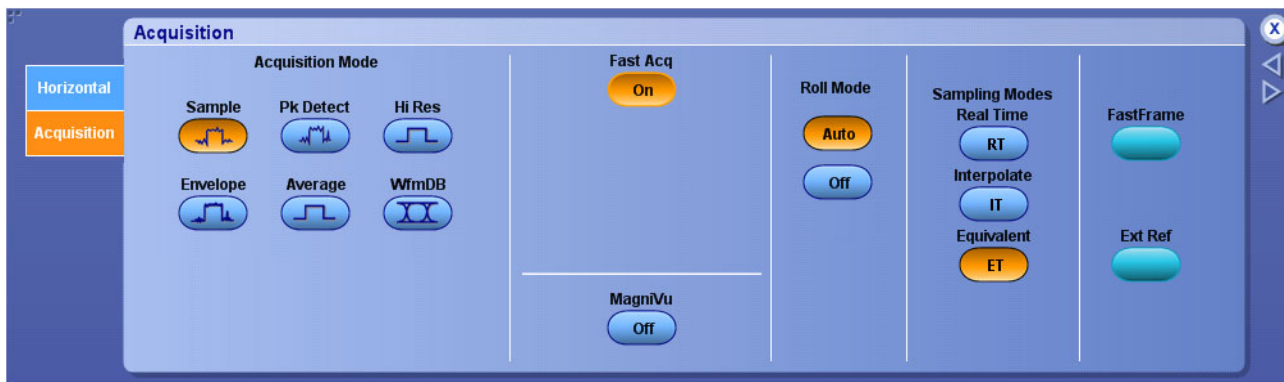 Acquisition
Horizontal
Acquisition
Acquisition Mode
Sample
Pk Detect
Hi Res
Envelope
Average
WfmDB
Fast Acq
On
MagniVu
Off
Roll Mode
Auto
Off
Sampling Modes
Real Time
RT
Interpolate
IT
Equivalent
ET
FastFrame
Ext Ref
X